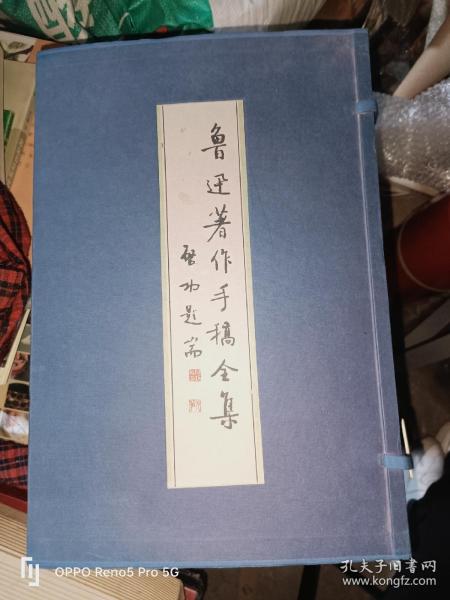 鲁迅著作手稿全集
启功题耑
OPPO Reno5 Pro 5G
孔夫子旧书网
www.kongfz.com